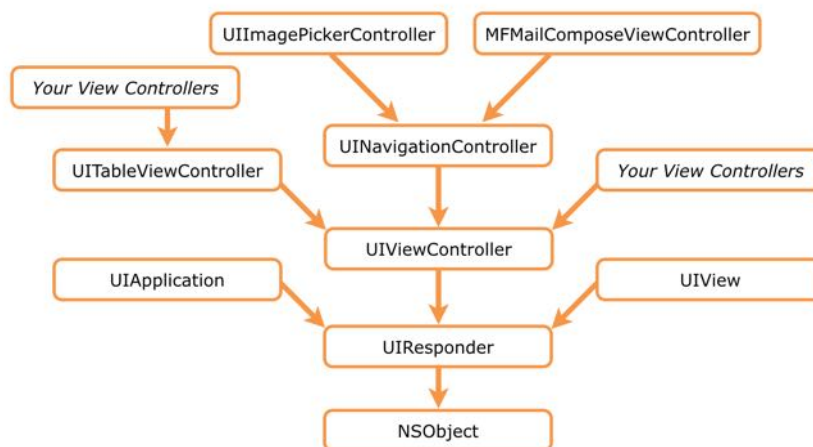 UIImagePickerController
MFMailComposeViewController
Your View Controllers
UINavigationController
UITableViewController
Your View Controllers
UIViewController
UIApplication
UIView
UIResponder
NSObject